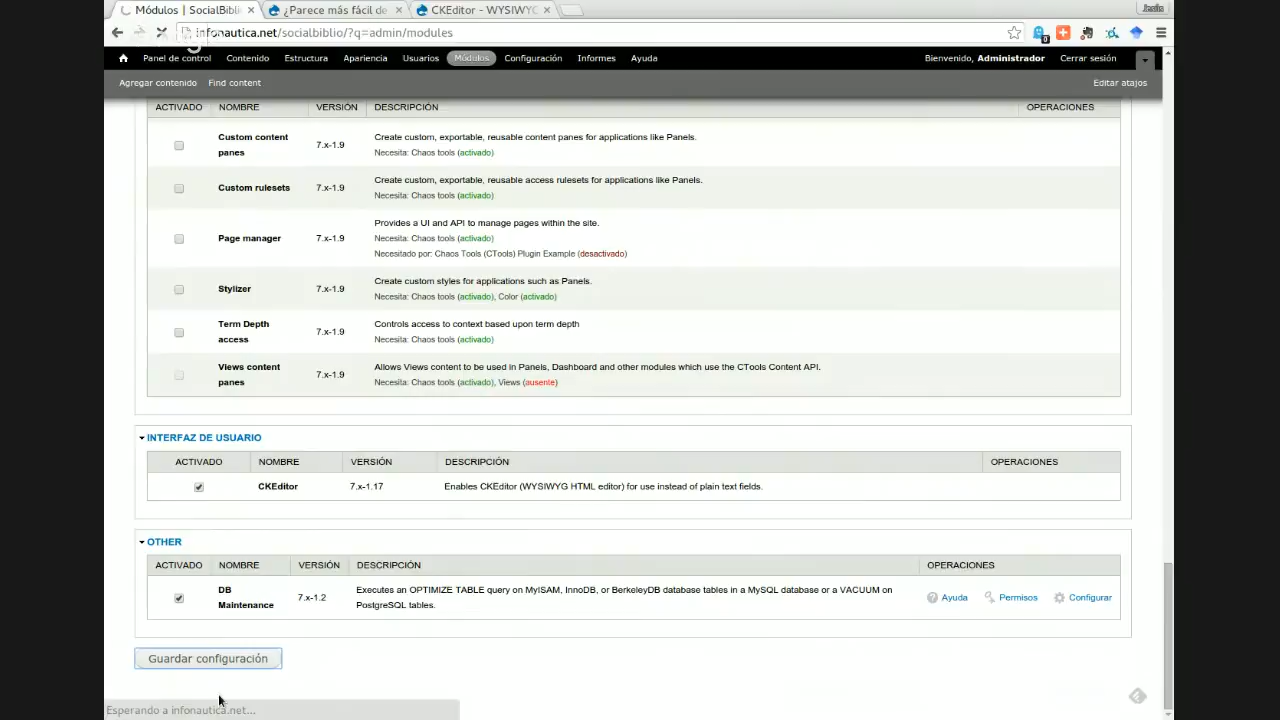 Módulos | SocialBibli
¿Parece más fácil de
CKEditor - WYSIWYG
infonautica.net/socialbiblio/?q=admin/modules
Panel de control Contenido Estructura Apariencia Usuarios Módulos Configuración Informes Ayuda Bienvenido, Administrador Cerrar sesión
Agregar contenido Find content Editar atajos
ACTIVADO NOMBRE VERSIÓN DESCRIPCIÓN OPERACIONES
Custom content panes 7.x-1.9 Create custom, exportable, reusable content panes for applications like Panels.
Necesita: Chaos tools (activado)
Custom rulesets 7.x-1.9 Create custom, exportable, reusable access rulesets for applications like Panels.
Necesita: Chaos tools (activado)
Page manager 7.x-1.9 Provides a UI and API to manage pages within the site.
Necesita: Chaos tools (activado)
Necesitado por: Chaos Tools (CTools) Plugin Example (desactivado)
Stylizer 7.x-1.9 Create custom styles for applications such as Panels.
Necesita: Chaos tools (activado), Color (activado)
Term Depth access 7.x-1.9 Controls access to context based upon term depth
Necesita: Chaos tools (activado)
Views content panes 7.x-1.9 Allows Views content to be used in Panels, Dashboard and other modules which use the CTools Content API.
Necesita: Chaos tools (activado), Views (ausente)
INTERFAZ DE USUARIO
ACTIVADO NOMBRE VERSIÓN DESCRIPCIÓN OPERACIONES
CKEditor 7.x-1.17 Enables CKEditor (WYSIWYG HTML editor) for use instead of plain text fields.
OTHER
ACTIVADO NOMBRE VERSIÓN DESCRIPCIÓN OPERACIONES
DB Maintenance 7.x-1.2 Executes an OPTIMIZE TABLE query on MyISAM, InnoDB, or BerkeleyDB database tables in a MySQL database or a VACUUM on
PostgreSQL tables.
Ayuda Permisos Configurar
Guardar configuración
Esperando a infonautica.net...